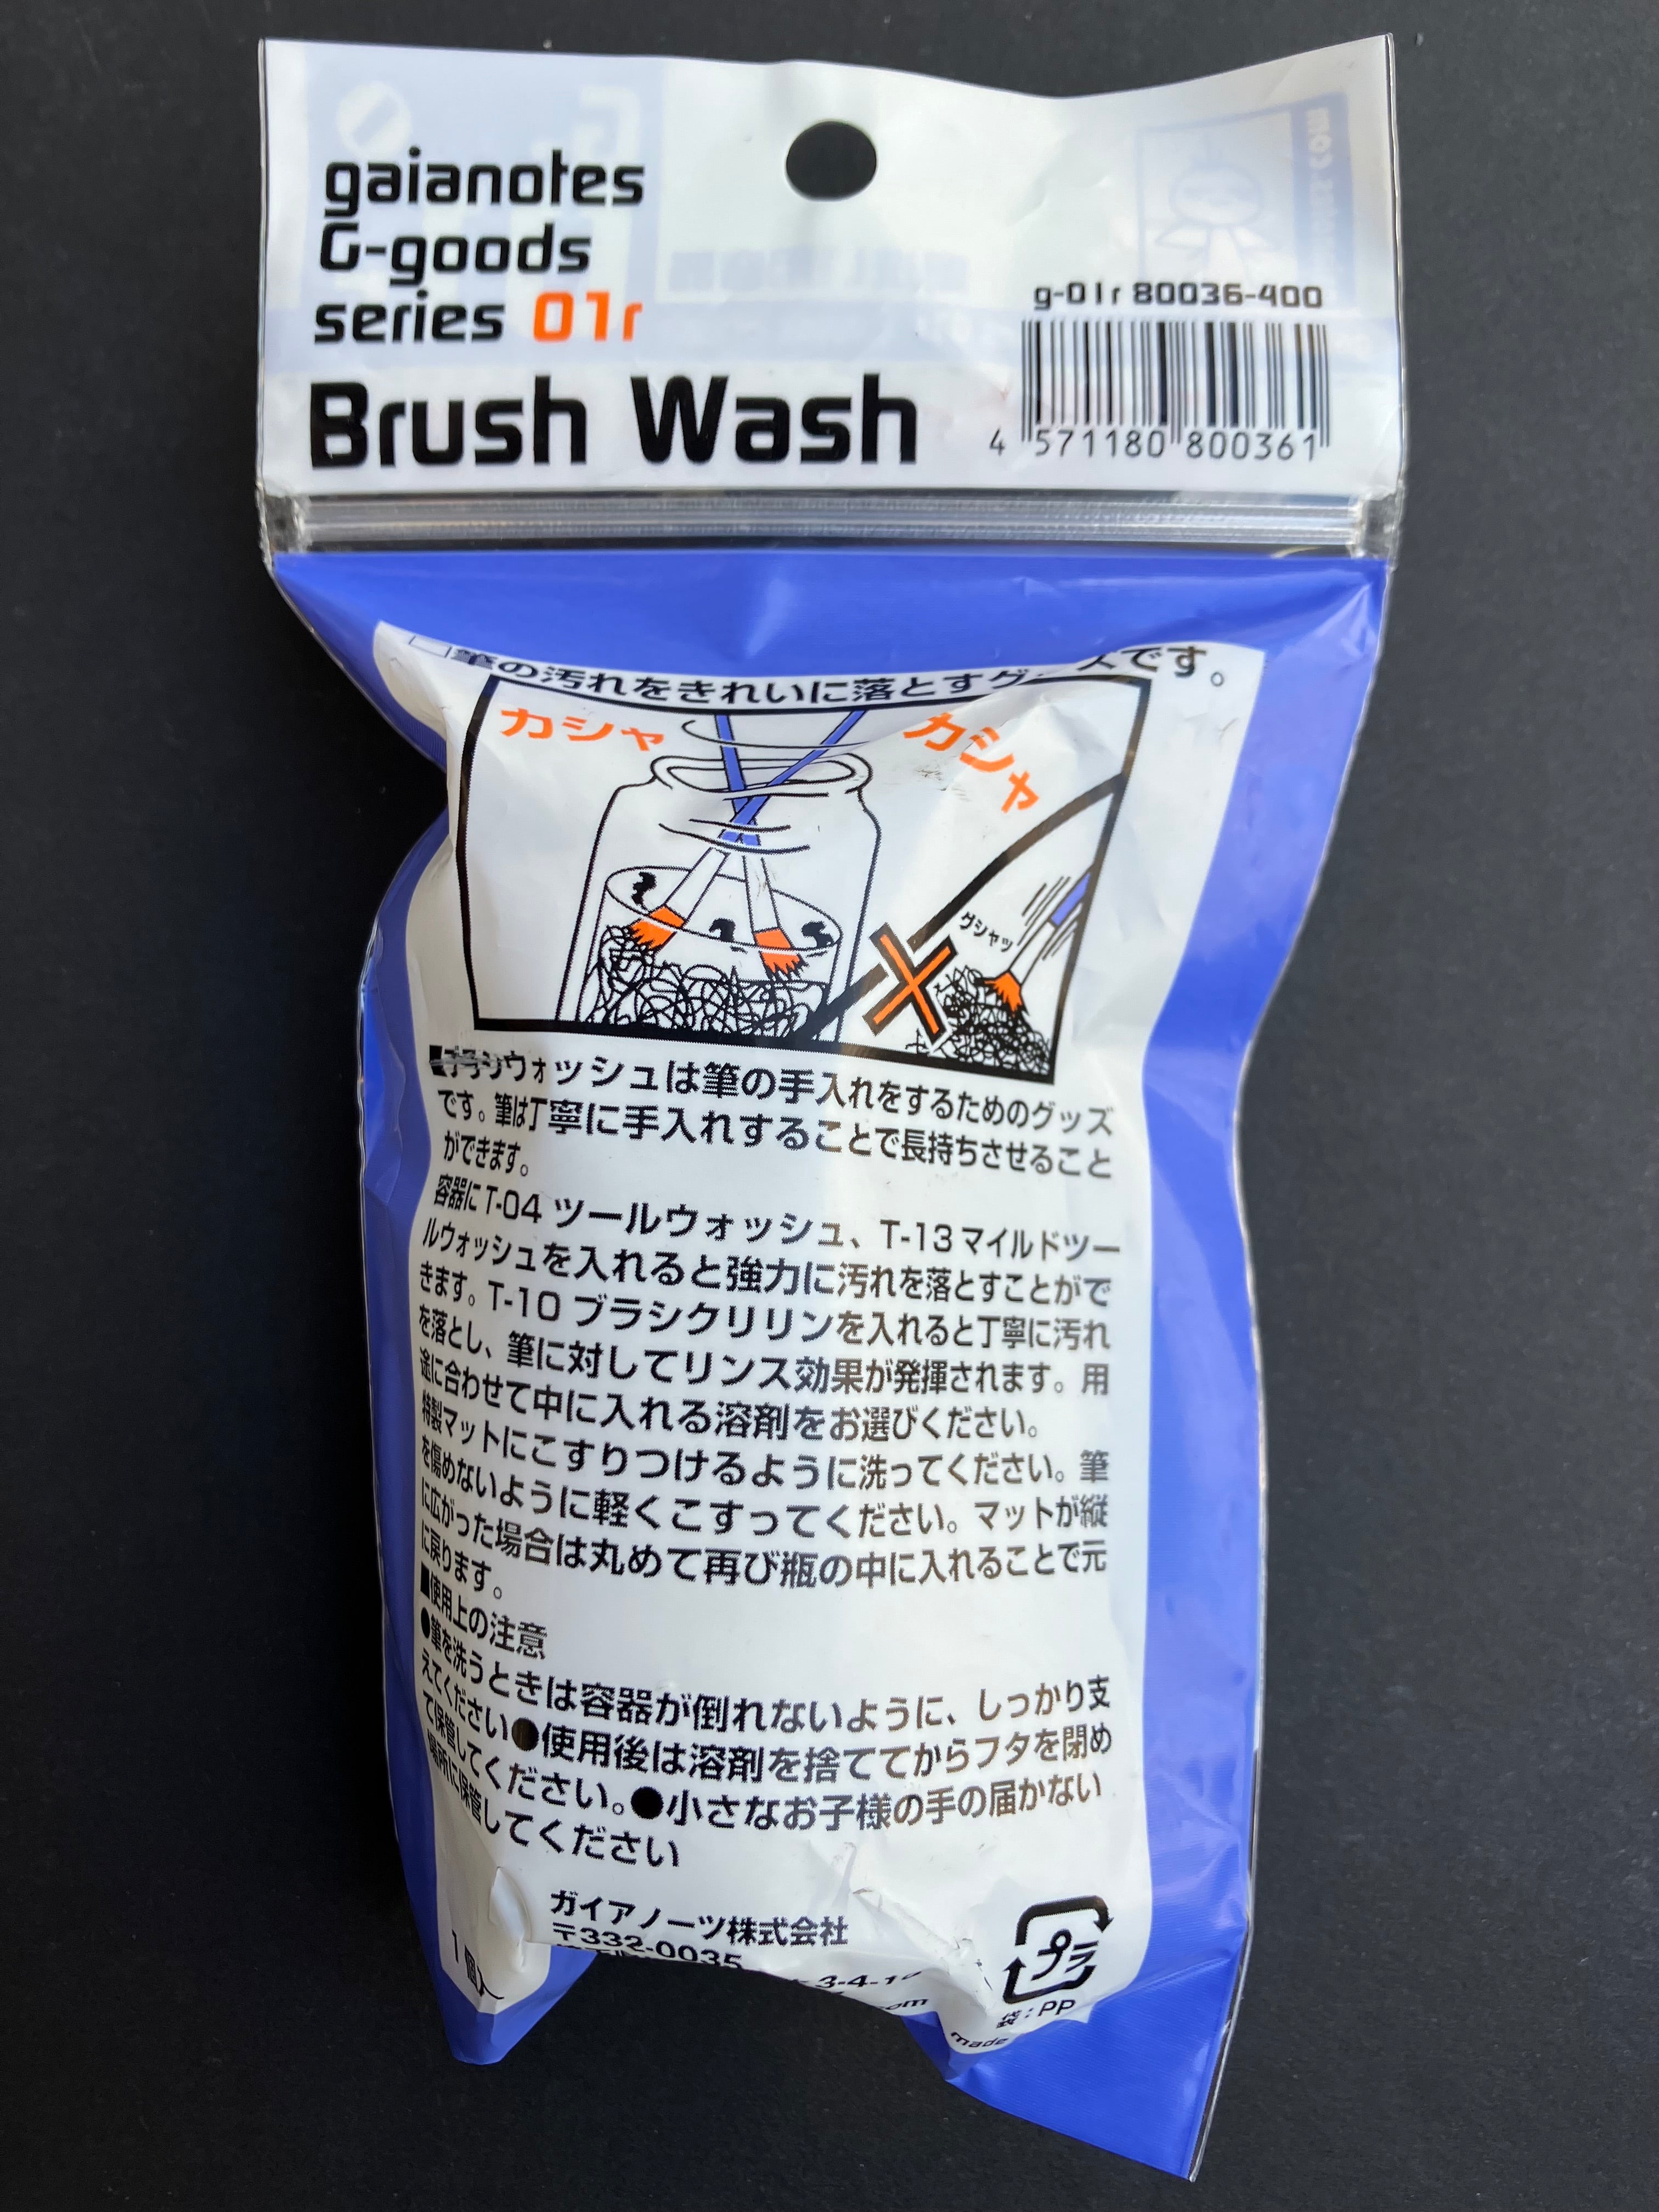 gaianotes
G-goods
series 01r
Brush Wash
g-01r 80036-400
4 571180 800361
□筆の汚れをきれいに落とすグッズです。
カシャ
カシャ
グシャッ
■ブラシウォッシュは筆の手入れをするためのグッズ
です。筆は丁寧に手入れすることで長持ちさせること
ができます。
容器にT-04 ツールウォッシュ、T-13 マイルドツー
ルウォッシュを入れると強力に汚れを落とすことがで
きます。T-10 ブラシクリリンを入れると丁寧に汚れ
を落とし、筆に対してリンス効果が発揮されます。用
途に合わせて中に入れる溶剤をお選びください。
特製マットにこすりつけるように洗ってください。筆
を傷めないように軽くこすってください。マットが縦
に広がった場合は丸めて再び瓶の中に入れることで元
に戻ります。
■使用上の注意
●筆を洗うときは容器が倒れないように、しっかり支
えてください●使用後は溶剤を捨ててからフタを閉め
て保管してください。●小さなお子様の手の届かない
場所に保管してください
ガイアノーツ株式会社
〒332-0035
3-4-1
com
made
1個入
プラ
袋：PP